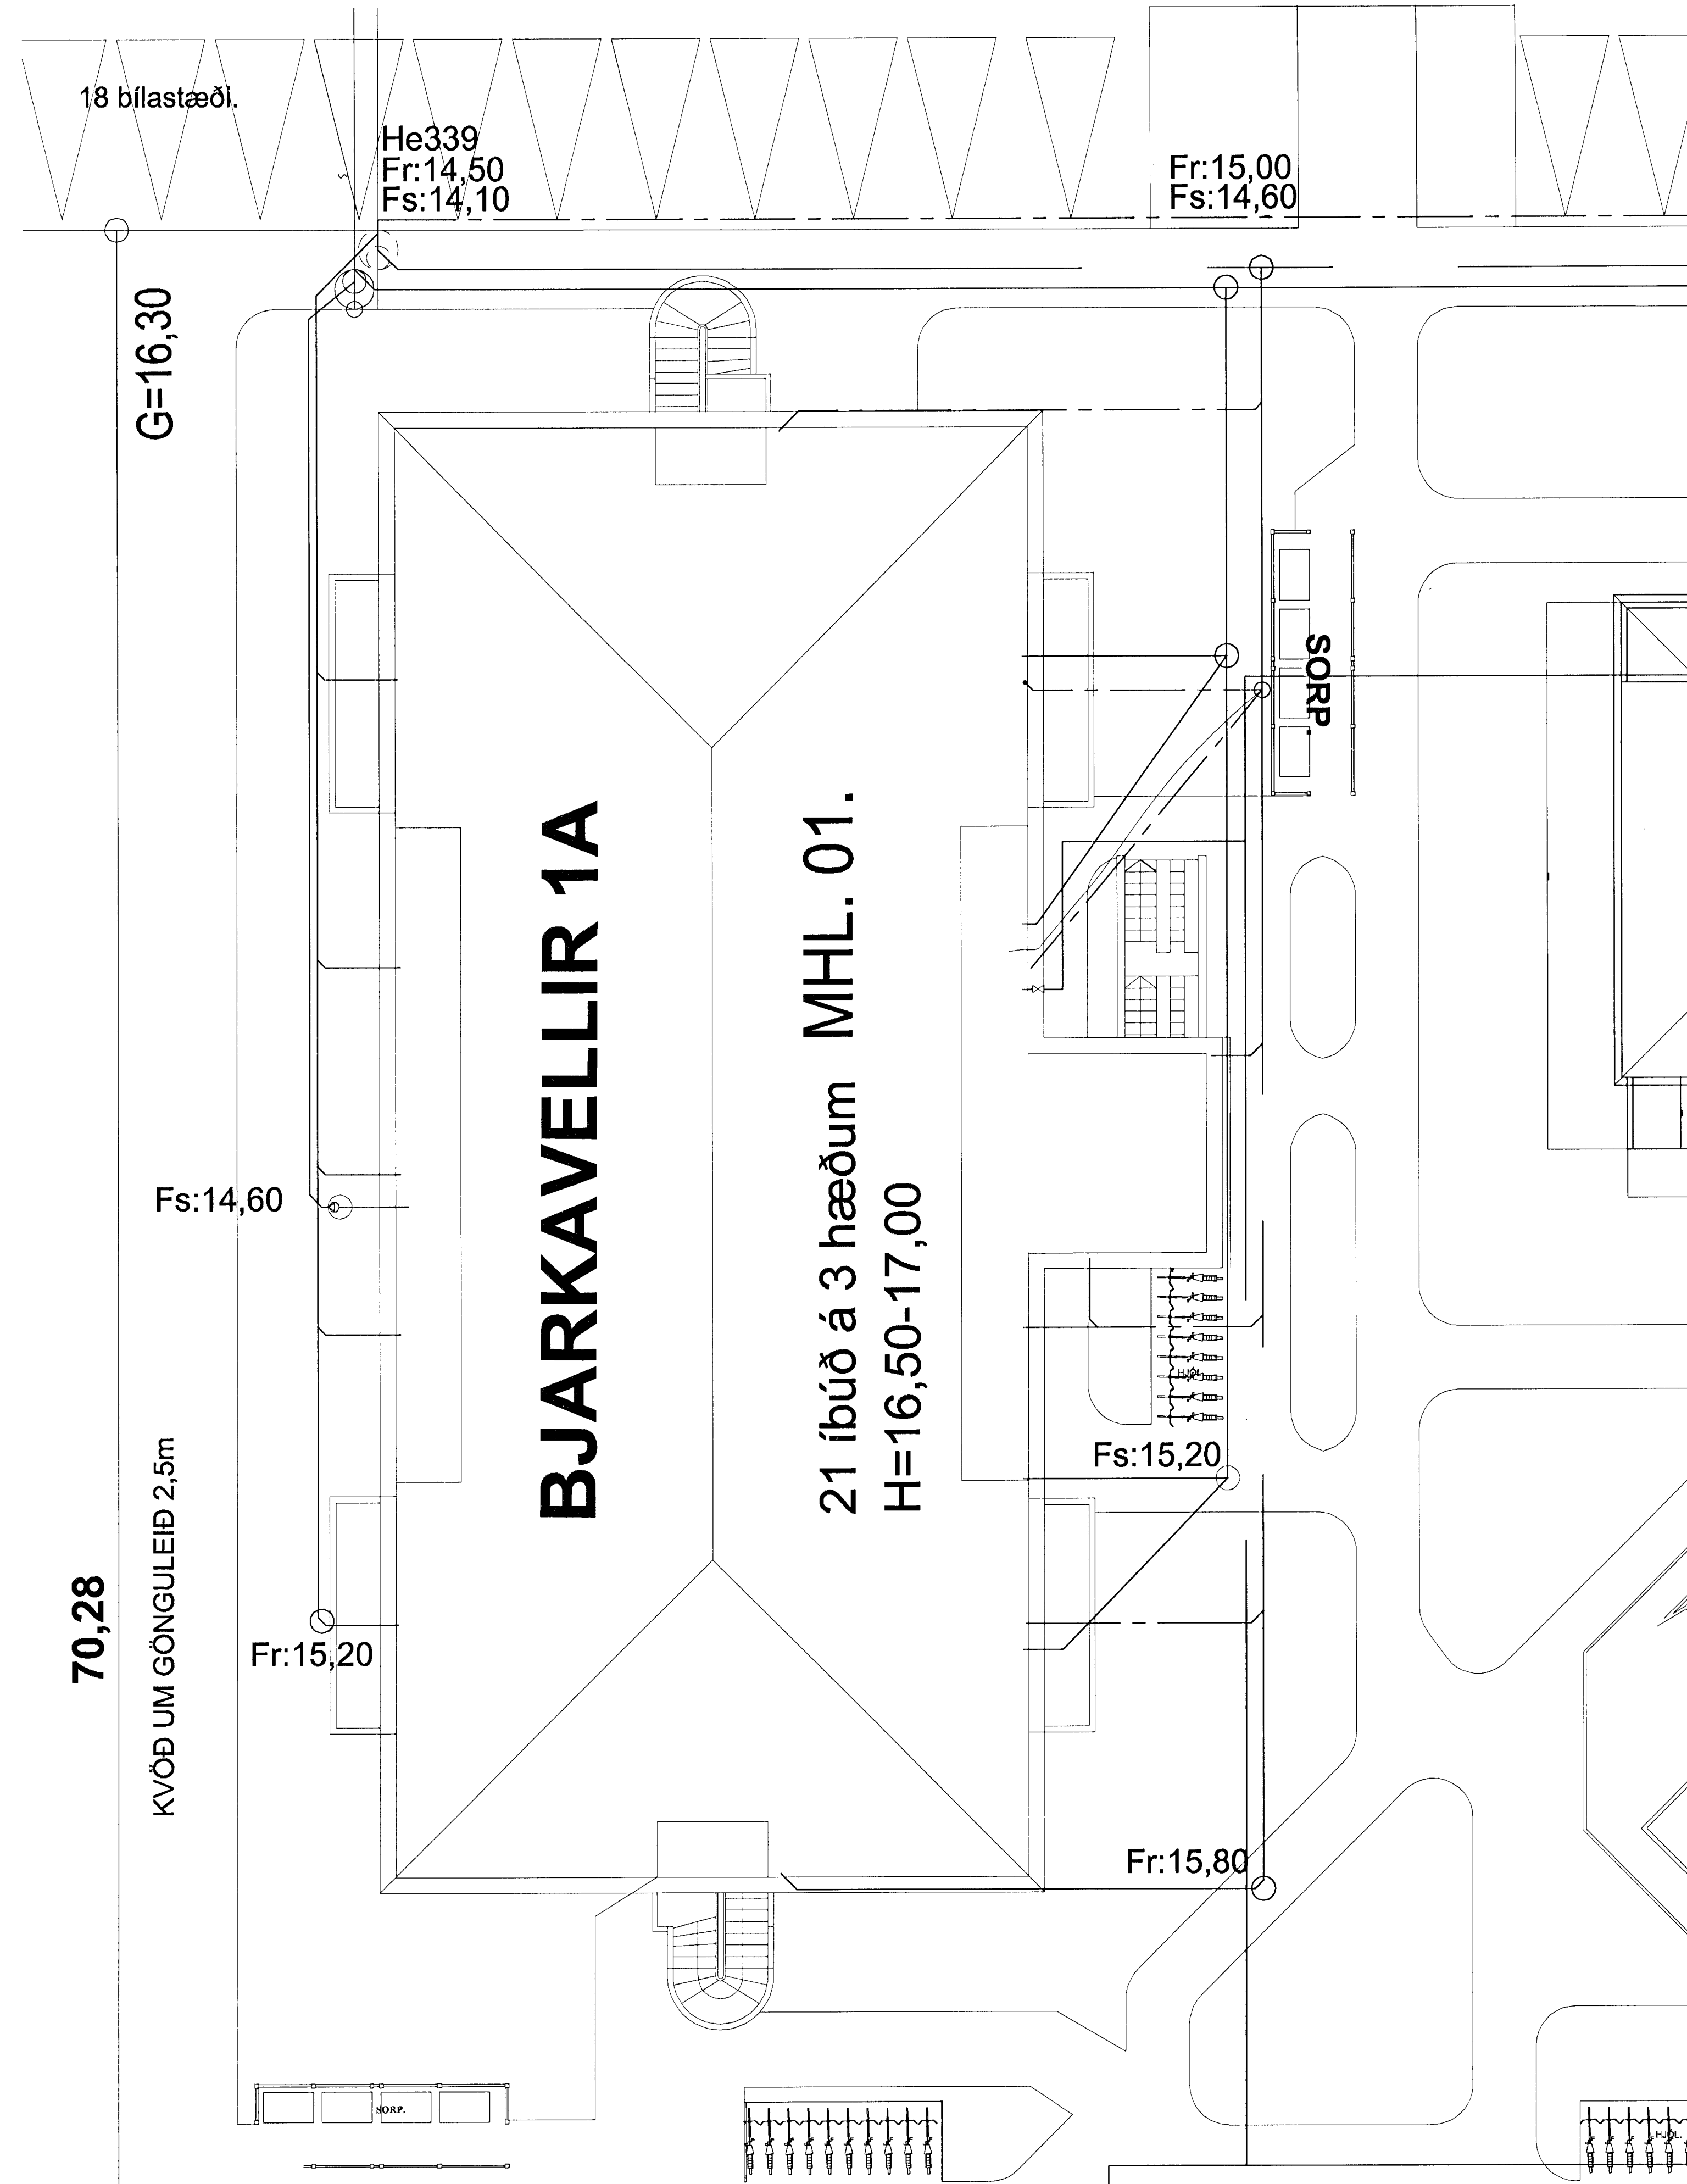 18 bílastæði.
He339
Fr:14,50
Fs:14,10
Fr:15,00
Fs:14,60
G=16,30
SORP
BJARKAVELLIR 1A
MHL. 01.
21 íbúð á 3 hæðum
H=16,50-17,00
Fs:14,60
HJÓL.
Fs:15,20
KVÖÐ UM GÖNGULEIÐ 2,5m
70,28
Fr:15,20
Fr:15,80
SORP.
HJÓL.